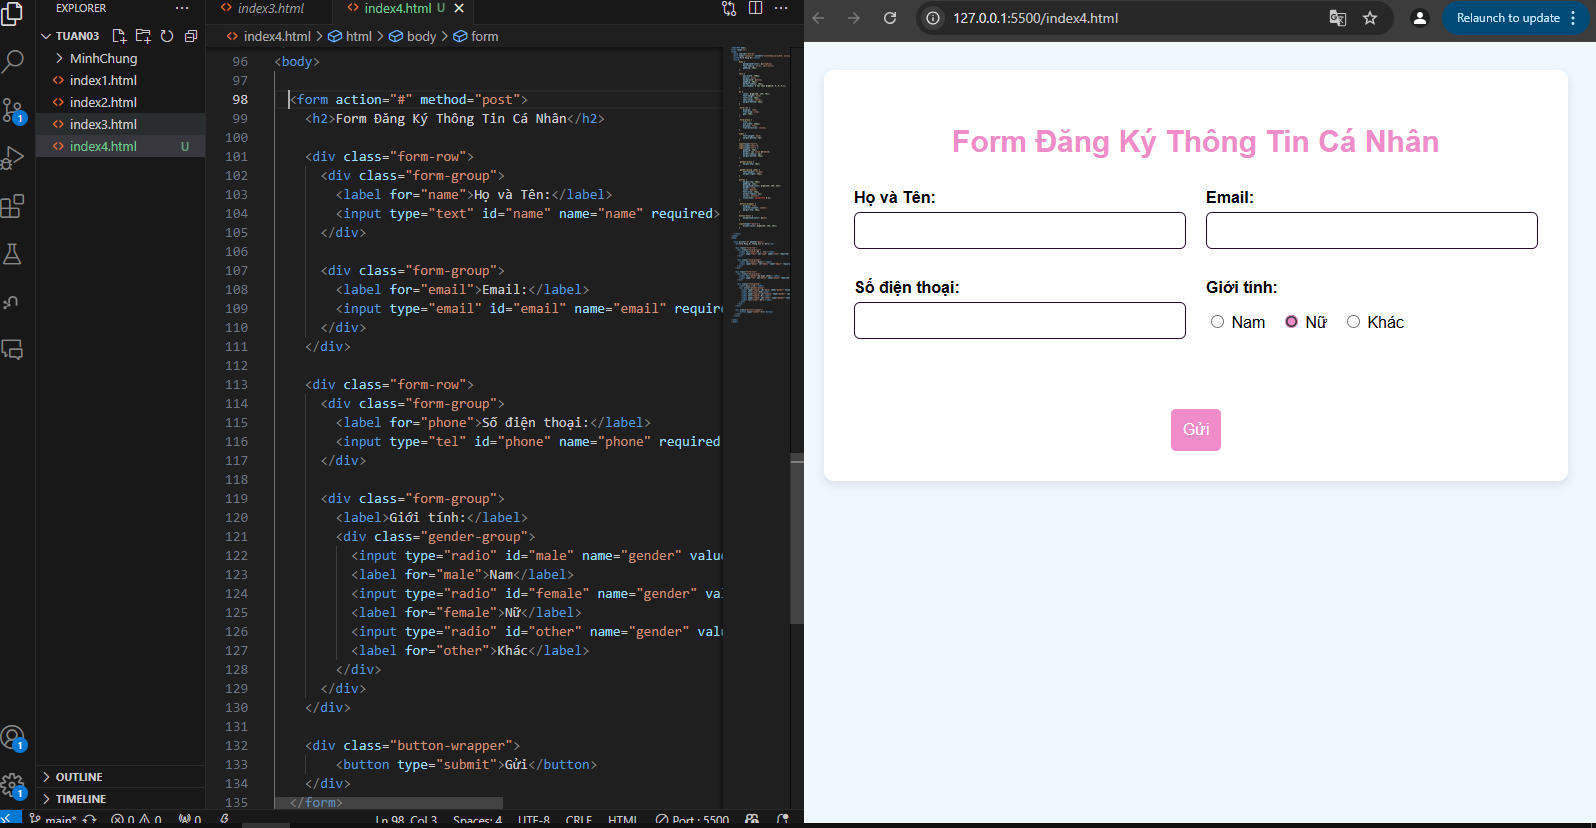 EXPLORER
TUAN03
MinhChung
index1.html
index2.html
index3.html
index4.html U
OUTLINE
TIMELINE
index3.html
index4.html U
index4.html > html > body > form
96 <body>
97
98 <form action="#" method="post">
99 <h2>Form Đăng Ký Thông Tin Cá Nhân</h2>
100
101 <div class="form-row">
102 <div class="form-group">
103 <label for="name">Họ và Tên:</label>
104 <input type="text" id="name" name="name" required>
105 </div>
106
107 <div class="form-group">
108 <label for="email">Email:</label>
109 <input type="email" id="email" name="email" require
110 </div>
111 </div>
112
113 <div class="form-row">
114 <div class="form-group">
115 <label for="phone">Số điện thoại:</label>
116 <input type="tel" id="phone" name="phone" required
117 </div>
118
119 <div class="form-group">
120 <label>Giới tính:</label>
121 <div class="gender-group">
122 <input type="radio" id="male" name="gender" value
123 <label for="male">Nam</label>
124 <input type="radio" id="female" name="gender" val
125 <label for="female">Nữ</label>
126 <input type="radio" id="other" name="gender" valu
127 <label for="other">Khác</label>
128 </div>
129 </div>
130 </div>
131
132 <div class="button-wrapper">
133 <button type="submit">Gửi</button>
134 </div>
135 </form>
main* 0 0 0 Ln 98, Col 3 Spaces: 4 UTF-8 CRLF HTML Port : 5500
127.0.0.1:5500/index4.html
Relaunch to update
Form Đăng Ký Thông Tin Cá Nhân
Họ và Tên: Email:
Số điện thoại: Giới tính:
Nam Nữ Khác
Gửi
1
1
1